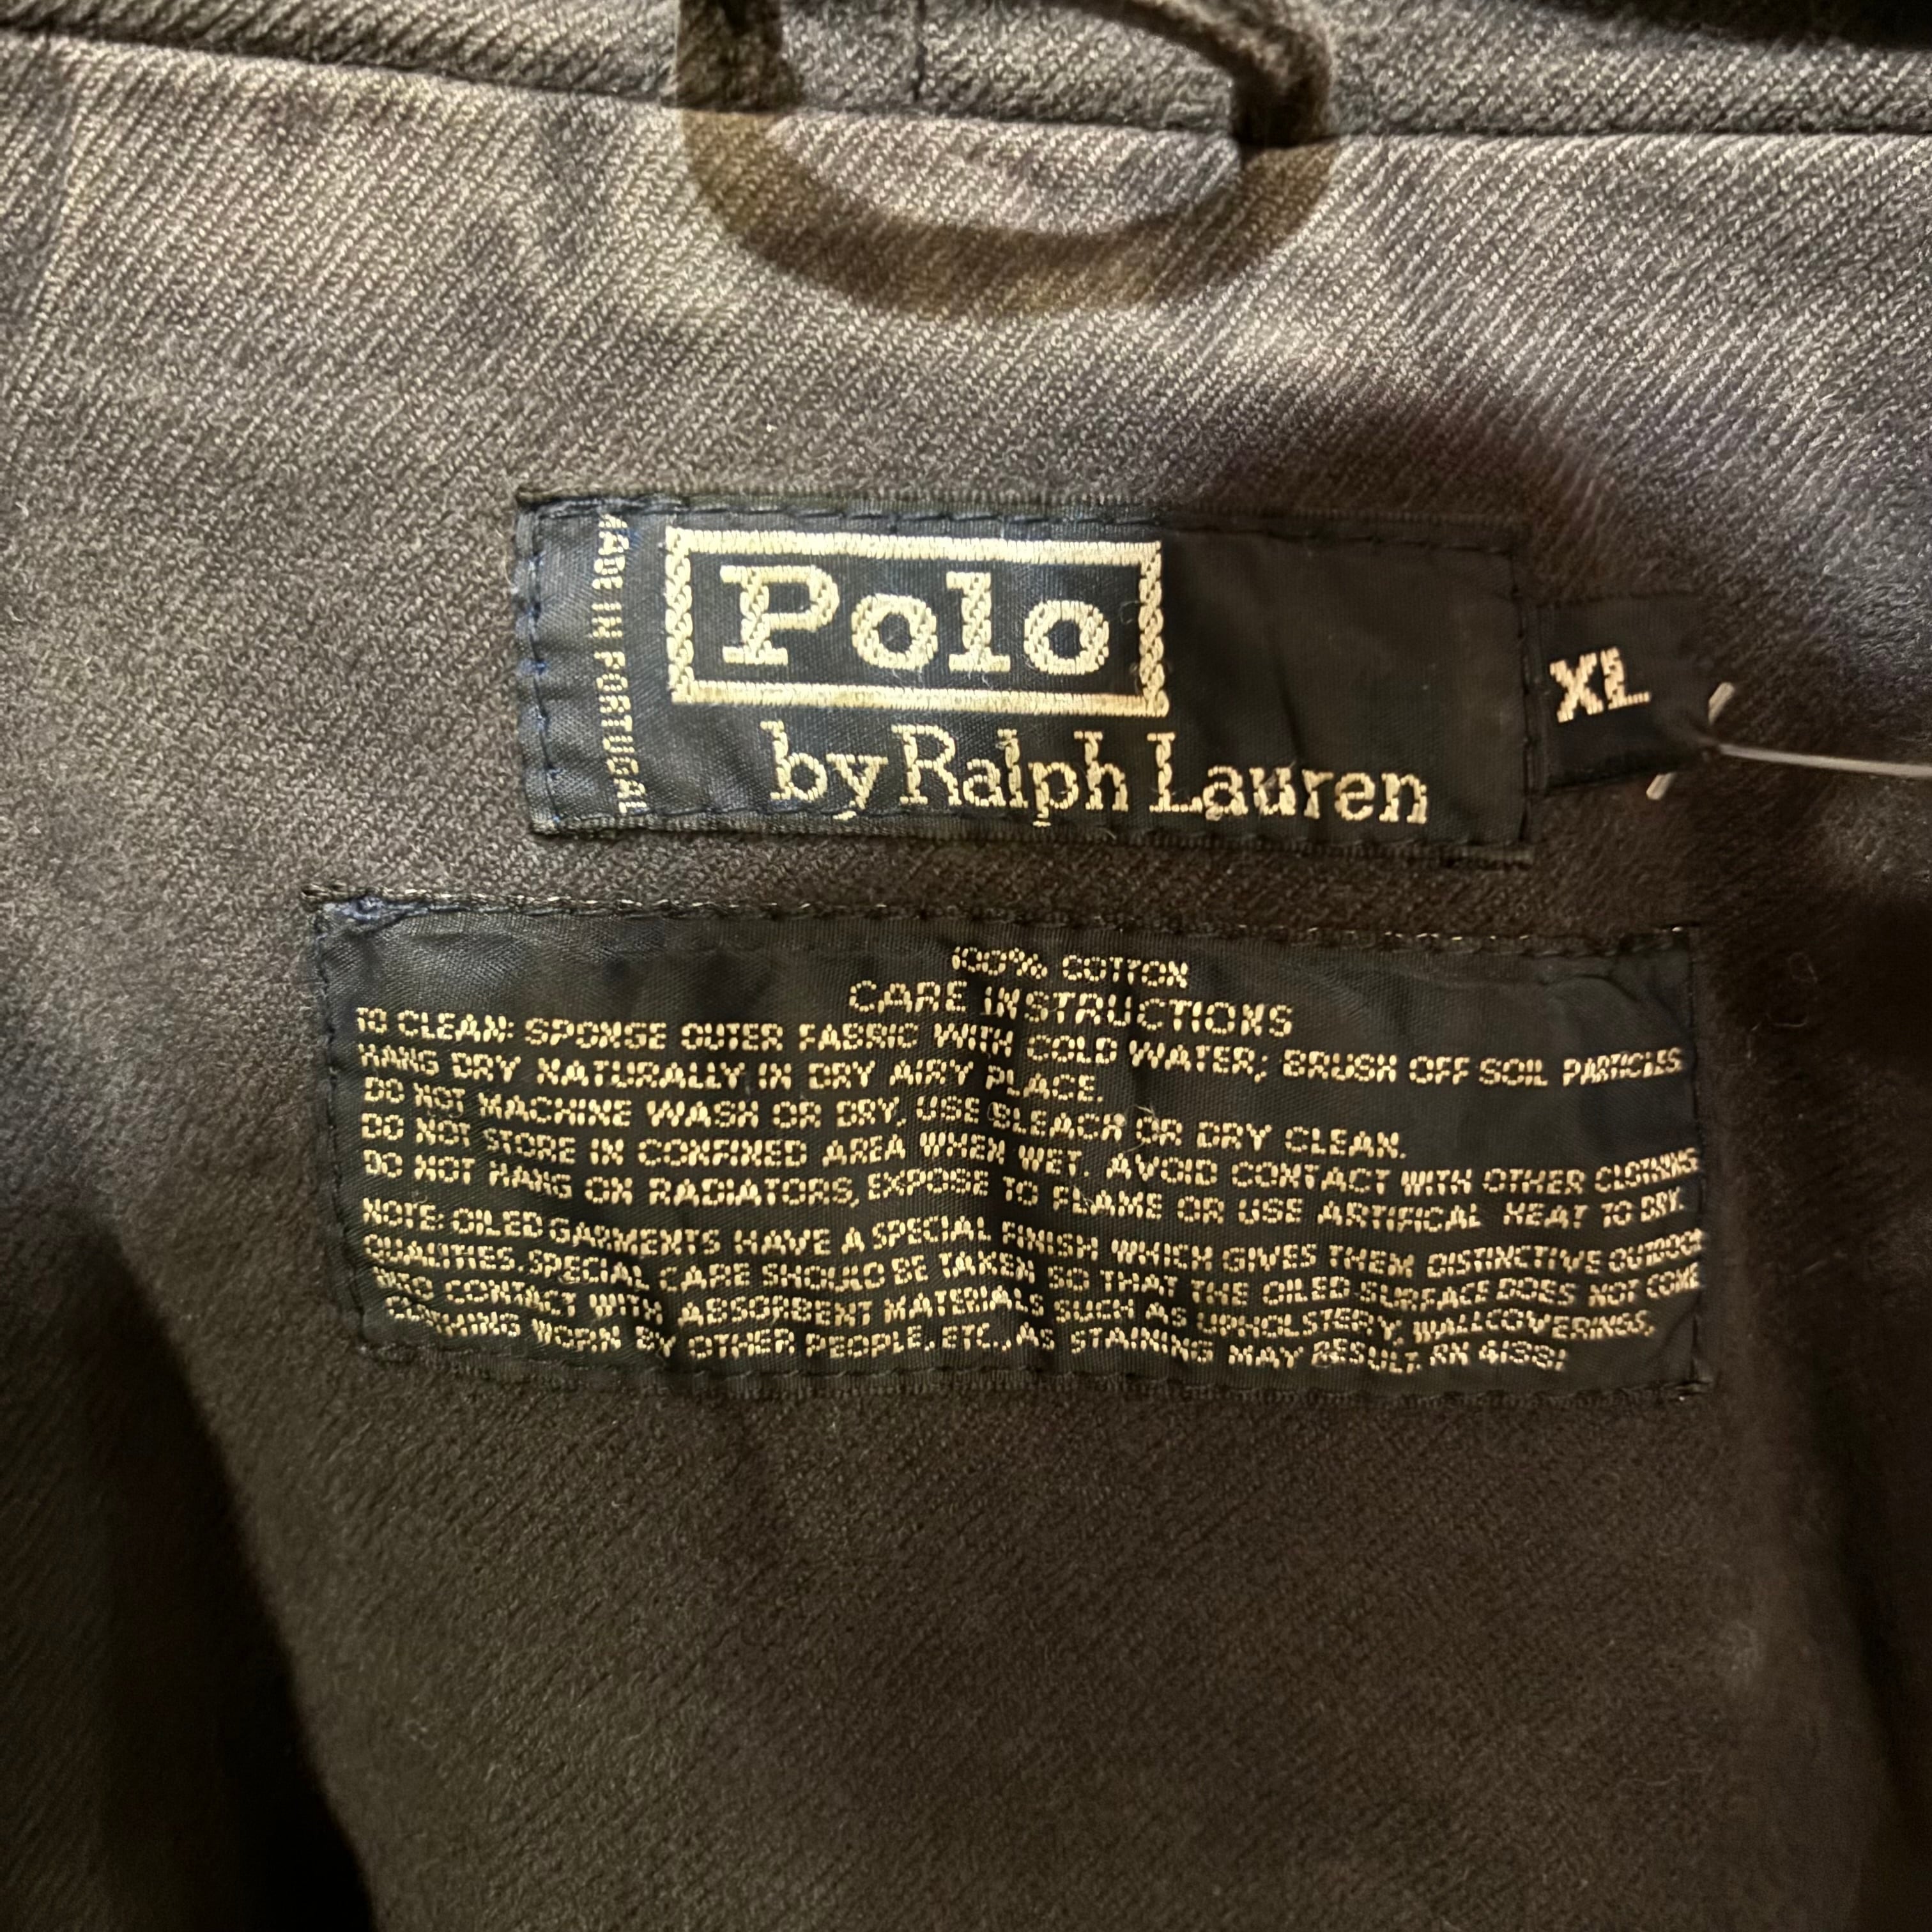 MADE IN PORTUGAL
Polo
by Ralph Lauren
XL
100% COTTON
CARE INSTRUCTIONS
TO CLEAN: SPONGE OUTER FABRIC WITH COLD WATER; BRUSH OFF SOIL PARTICLES.
HANG DRY NATURALLY IN DRY AIRY PLACE.
DO NOT MACHINE WASH OR DRY, USE BLEACH OR DRY CLEAN.
DO NOT STORE IN CONFINED AREA WHEN WET. AVOID CONTACT WITH OTHER CLOTHING
DO NOT HANG ON RADIATORS, EXPOSE TO FLAME OR USE ARTIFICAL HEAT TO DRY.
NOTE: OILED GARMENTS HAVE A SPECIAL FINISH WHICH GIVES THEM DISTINCTIVE OUTDOOR
QUALITIES. SPECIAL CARE SHOULD BE TAKEN SO THAT THE OILED SURFACE DOES NOT COME
INTO CONTACT WITH ABSORBENT MATERIALS SUCH AS UPHOLSTERY, WALLCOVERINGS,
CLOTHING WORN BY OTHER PEOPLE, ETC., AS STAINING MAY RESULT. RN 41381